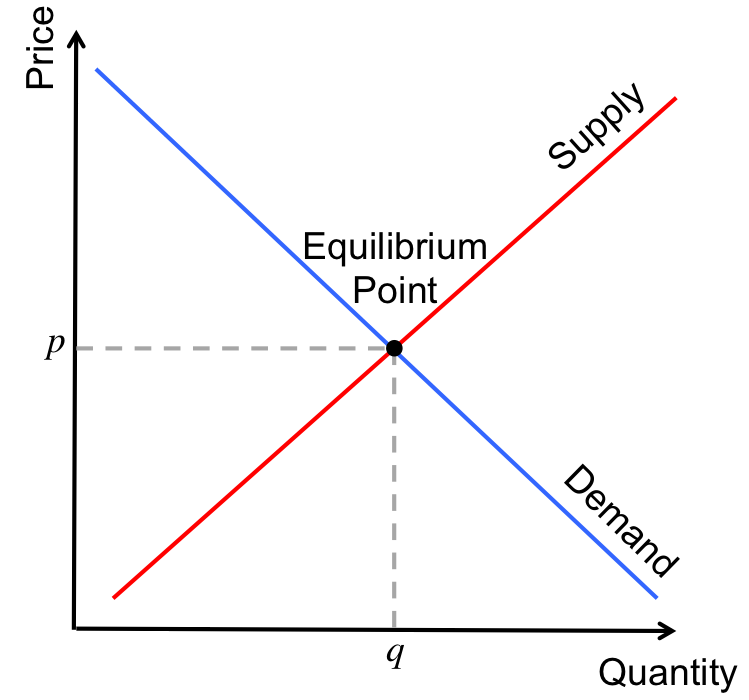 Price
Supply
Equilibrium
Point
p
Demand
q
Quantity